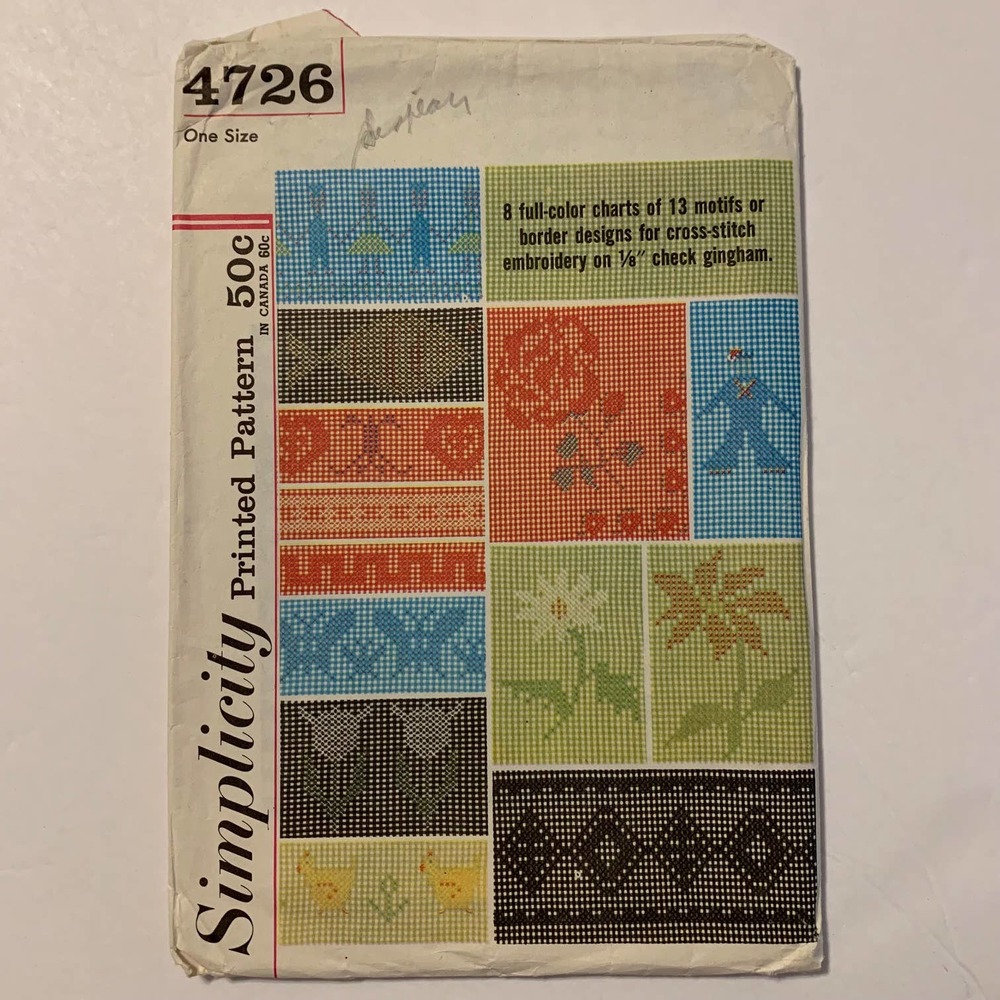 4726
One Size
8 full-color charts of 13 motifs or
border designs for cross-stitch
embroidery on 1/8" check gingham.
Simplicity Printed Pattern 50c
IN CANADA 60c